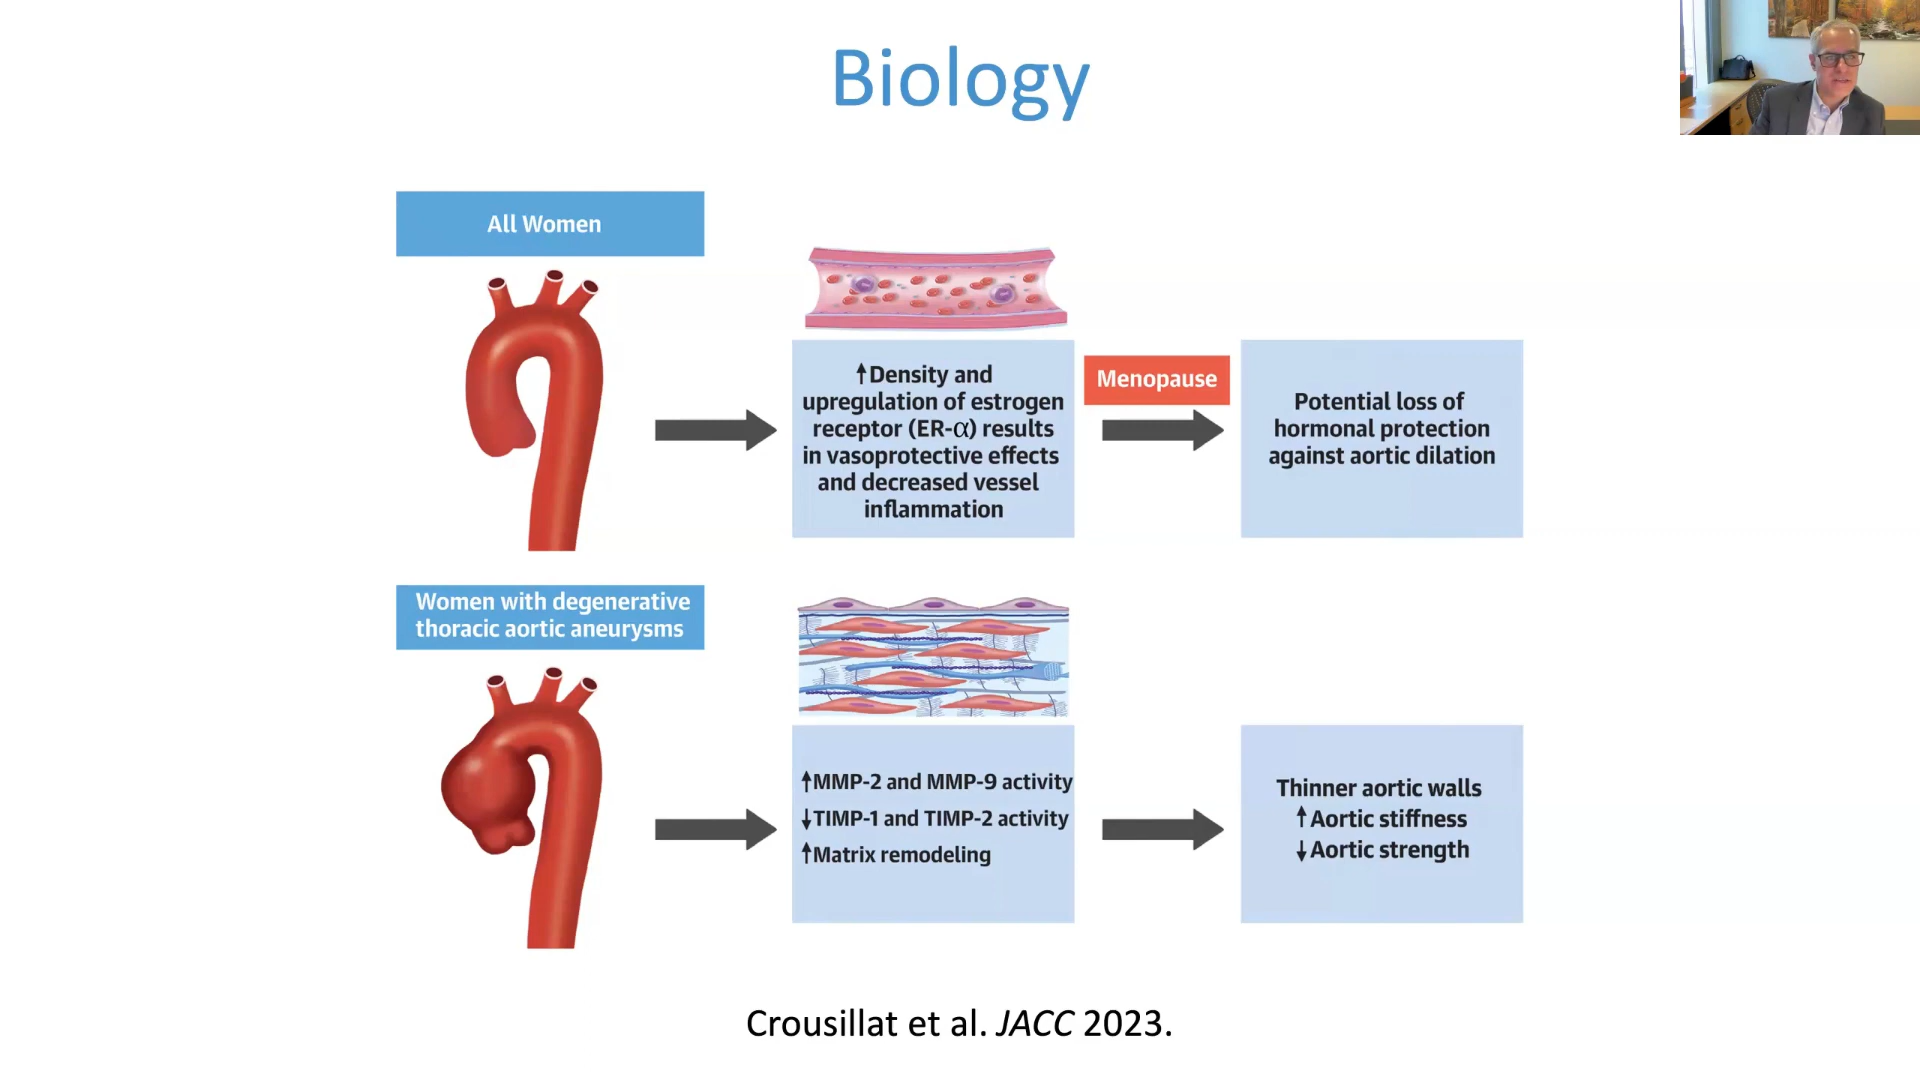 Biology
All Women
↑Density and
upregulation of estrogen
receptor (ER-α) results
in vasoprotective effects
and decreased vessel
inflammation
Menopause
Potential loss of
hormonal protection
against aortic dilation
Women with degenerative
thoracic aortic aneurysms
↑MMP-2 and MMP-9 activity
↓TIMP-1 and TIMP-2 activity
↑Matrix remodeling
Thinner aortic walls
↑Aortic stiffness
↓Aortic strength
Crousillat et al. JACC 2023.